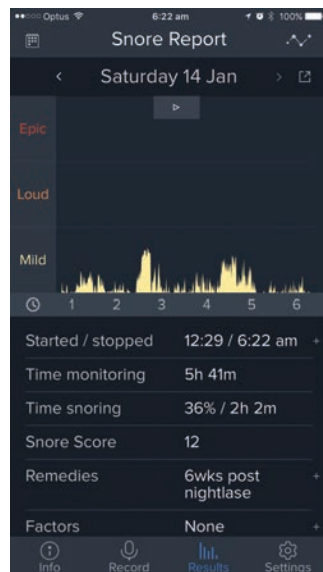 Optus 6:22 am 100%
Snore Report
Saturday 14 Jan
Epic
Loud
Mild
1 2 3 4 5 6
Started / stopped 12:29 / 6:22 am +
Time monitoring 5h 41m
Time snoring 36% / 2h 2m +
Snore Score 12
Remedies 6wks post +
nightlase
Factors None +
Info Record Results Settings